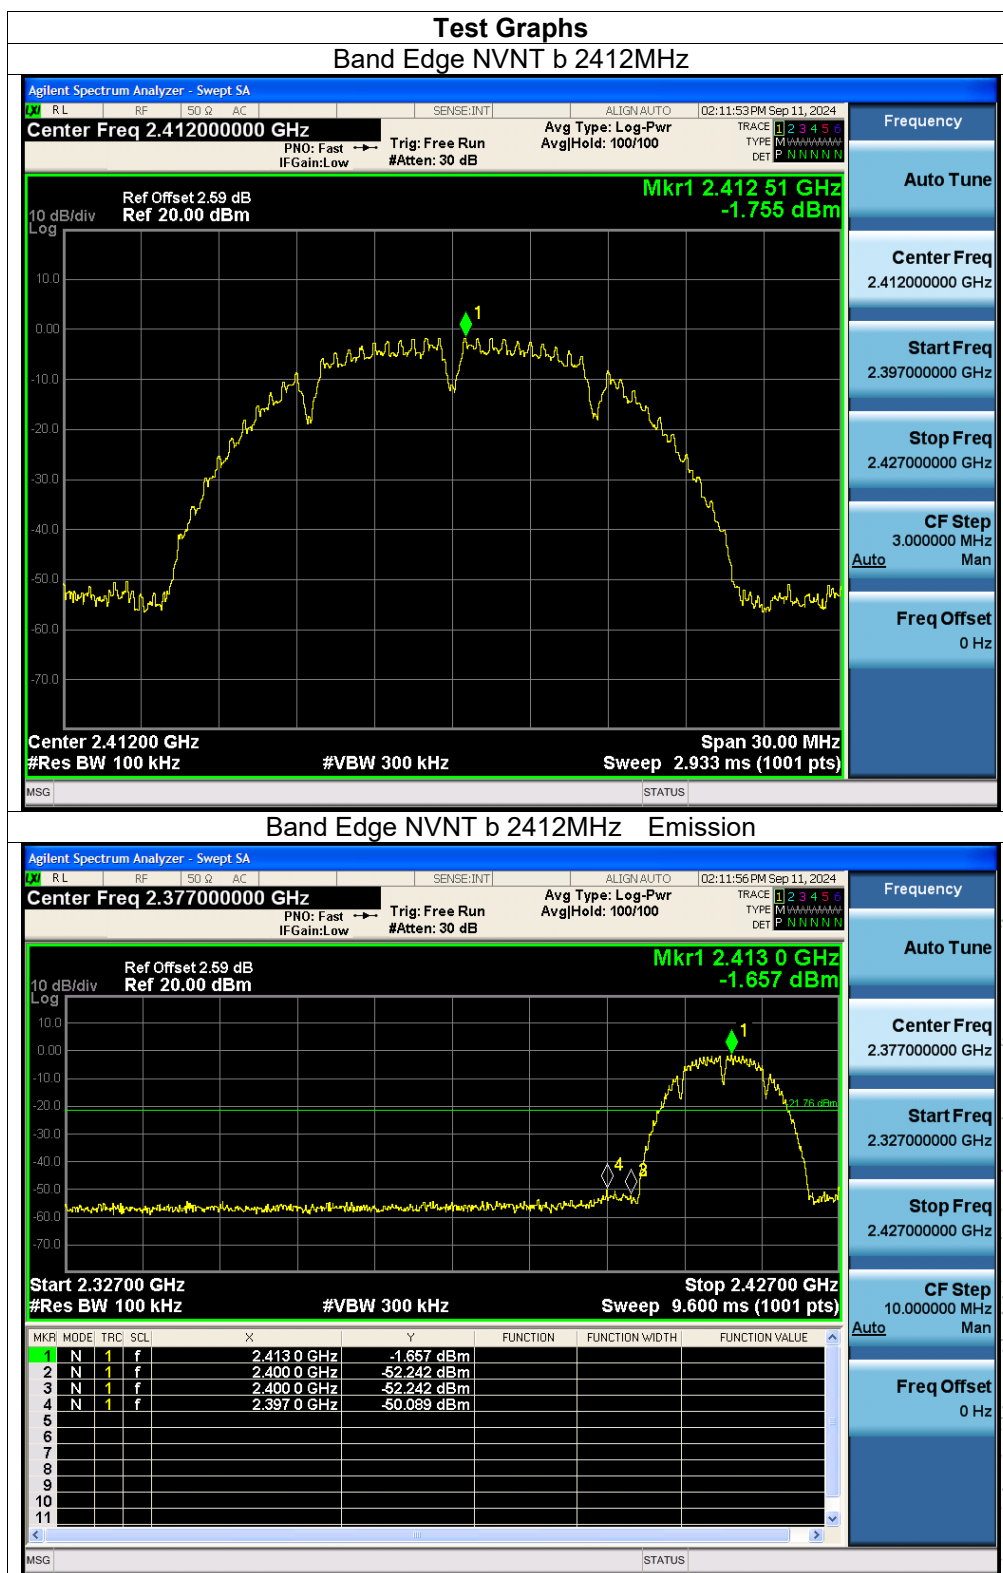 Test Graphs
Band Edge NVNT b 2412MHz
Agilent Spectrum Analyzer - Swept SA
LXI RL RF 50 Ω AC SENSE:INT ALIGN AUTO 02:11:53 PM Sep 11, 2024
Center Freq 2.412000000 GHz
PNO: Fast
IFGain:Low
Trig: Free Run
#Atten: 30 dB
Avg Type: Log-Pwr
Avg|Hold: 100/100
TRACE 1 2 3 4 5 6
TYPE M WWWWW
DET P N N N N N
Mkr1 2.412 51 GHz
-1.755 dBm
Ref Offset 2.59 dB
10 dB/div Ref 20.00 dBm
Log
10.0
0.00
-10.0
-20.0
-30.0
-40.0
-50.0
-60.0
-70.0
1
Center 2.41200 GHz Span 30.00 MHz
#Res BW 100 kHz #VBW 300 kHz Sweep 2.933 ms (1001 pts)
MSG STATUS
Frequency
Auto Tune
Center Freq
2.412000000 GHz
Start Freq
2.397000000 GHz
Stop Freq
2.427000000 GHz
CF Step
3.000000 MHz
Auto Man
Freq Offset
0 Hz
Band Edge NVNT b 2412MHz Emission
Agilent Spectrum Analyzer - Swept SA
LXI RL RF 50 Ω AC SENSE:INT ALIGN AUTO 02:11:56 PM Sep 11, 2024
Center Freq 2.377000000 GHz
PNO: Fast
IFGain:Low
Trig: Free Run
#Atten: 30 dB
Avg Type: Log-Pwr
Avg|Hold: 100/100
TRACE 1 2 3 4 5 6
TYPE M WWWWW
DET P N N N N N
Mkr1 2.413 0 GHz
-1.657 dBm
Ref Offset 2.59 dB
10 dB/div Ref 20.00 dBm
Log
10.0
0.00
-10.0
-20.0
-30.0
-40.0
-50.0
-60.0
-70.0
1
-21.76 dBm
4
Start 2.32700 GHz Stop 2.42700 GHz
#Res BW 100 kHz #VBW 300 kHz Sweep 9.600 ms (1001 pts)
MKR MODE TRC SCL X Y FUNCTION FUNCTION WIDTH FUNCTION VALUE
1 N 1 f 2.413 0 GHz -1.657 dBm
2 N 1 f 2.400 0 GHz -52.242 dBm
3 N 1 f 2.400 0 GHz -52.242 dBm
4 N 1 f 2.397 0 GHz -50.089 dBm
5
6
7
8
9
10
11
MSG STATUS
Frequency
Auto Tune
Center Freq
2.377000000 GHz
Start Freq
2.327000000 GHz
Stop Freq
2.427000000 GHz
CF Step
10.000000 MHz
Auto Man
Freq Offset
0 Hz